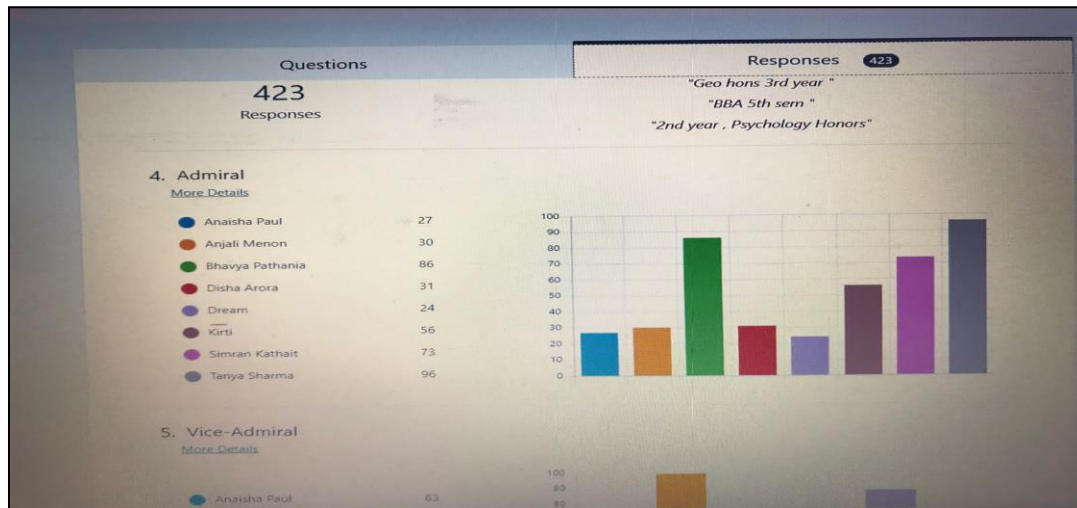 Questions
Responses 423
423
Responses
"Geo hons 3rd year "
"BBA 5th sem "
"2nd year , Psychology Honors"
4. Admiral
More Details
Anaisha Paul 27
Anjali Menon 30
Bhavya Pathania 86
Disha Arora 31
Dream 24
Kirti 56
Simran Kathait 73
Tanya Sharma 96
100
90
80
70
60
50
40
30
20
10
0
5. Vice-Admiral
More Details
Anaisha Paul 63
100
90
80